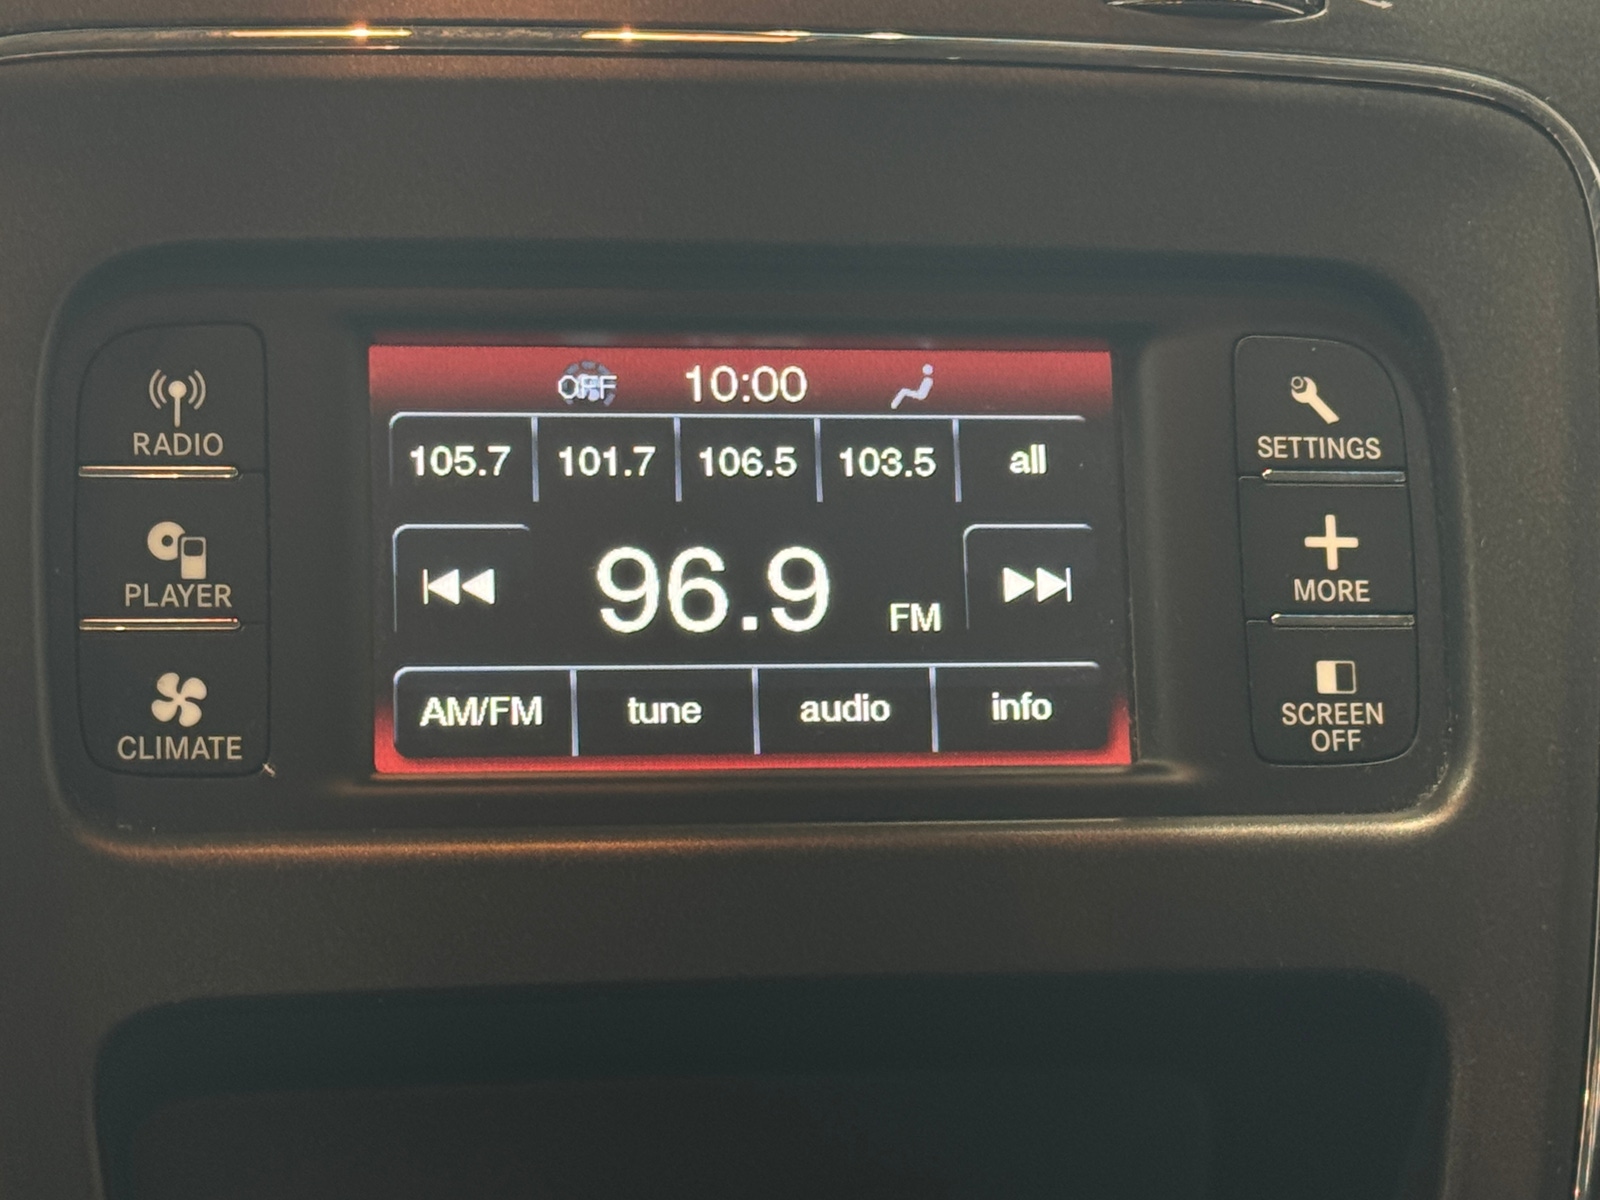 OFF 10:00
105.7 101.7 106.5 103.5 all
96.9 FM
AM/FM tune audio info
RADIO
PLAYER
CLIMATE
SETTINGS
MORE
SCREEN
OFF